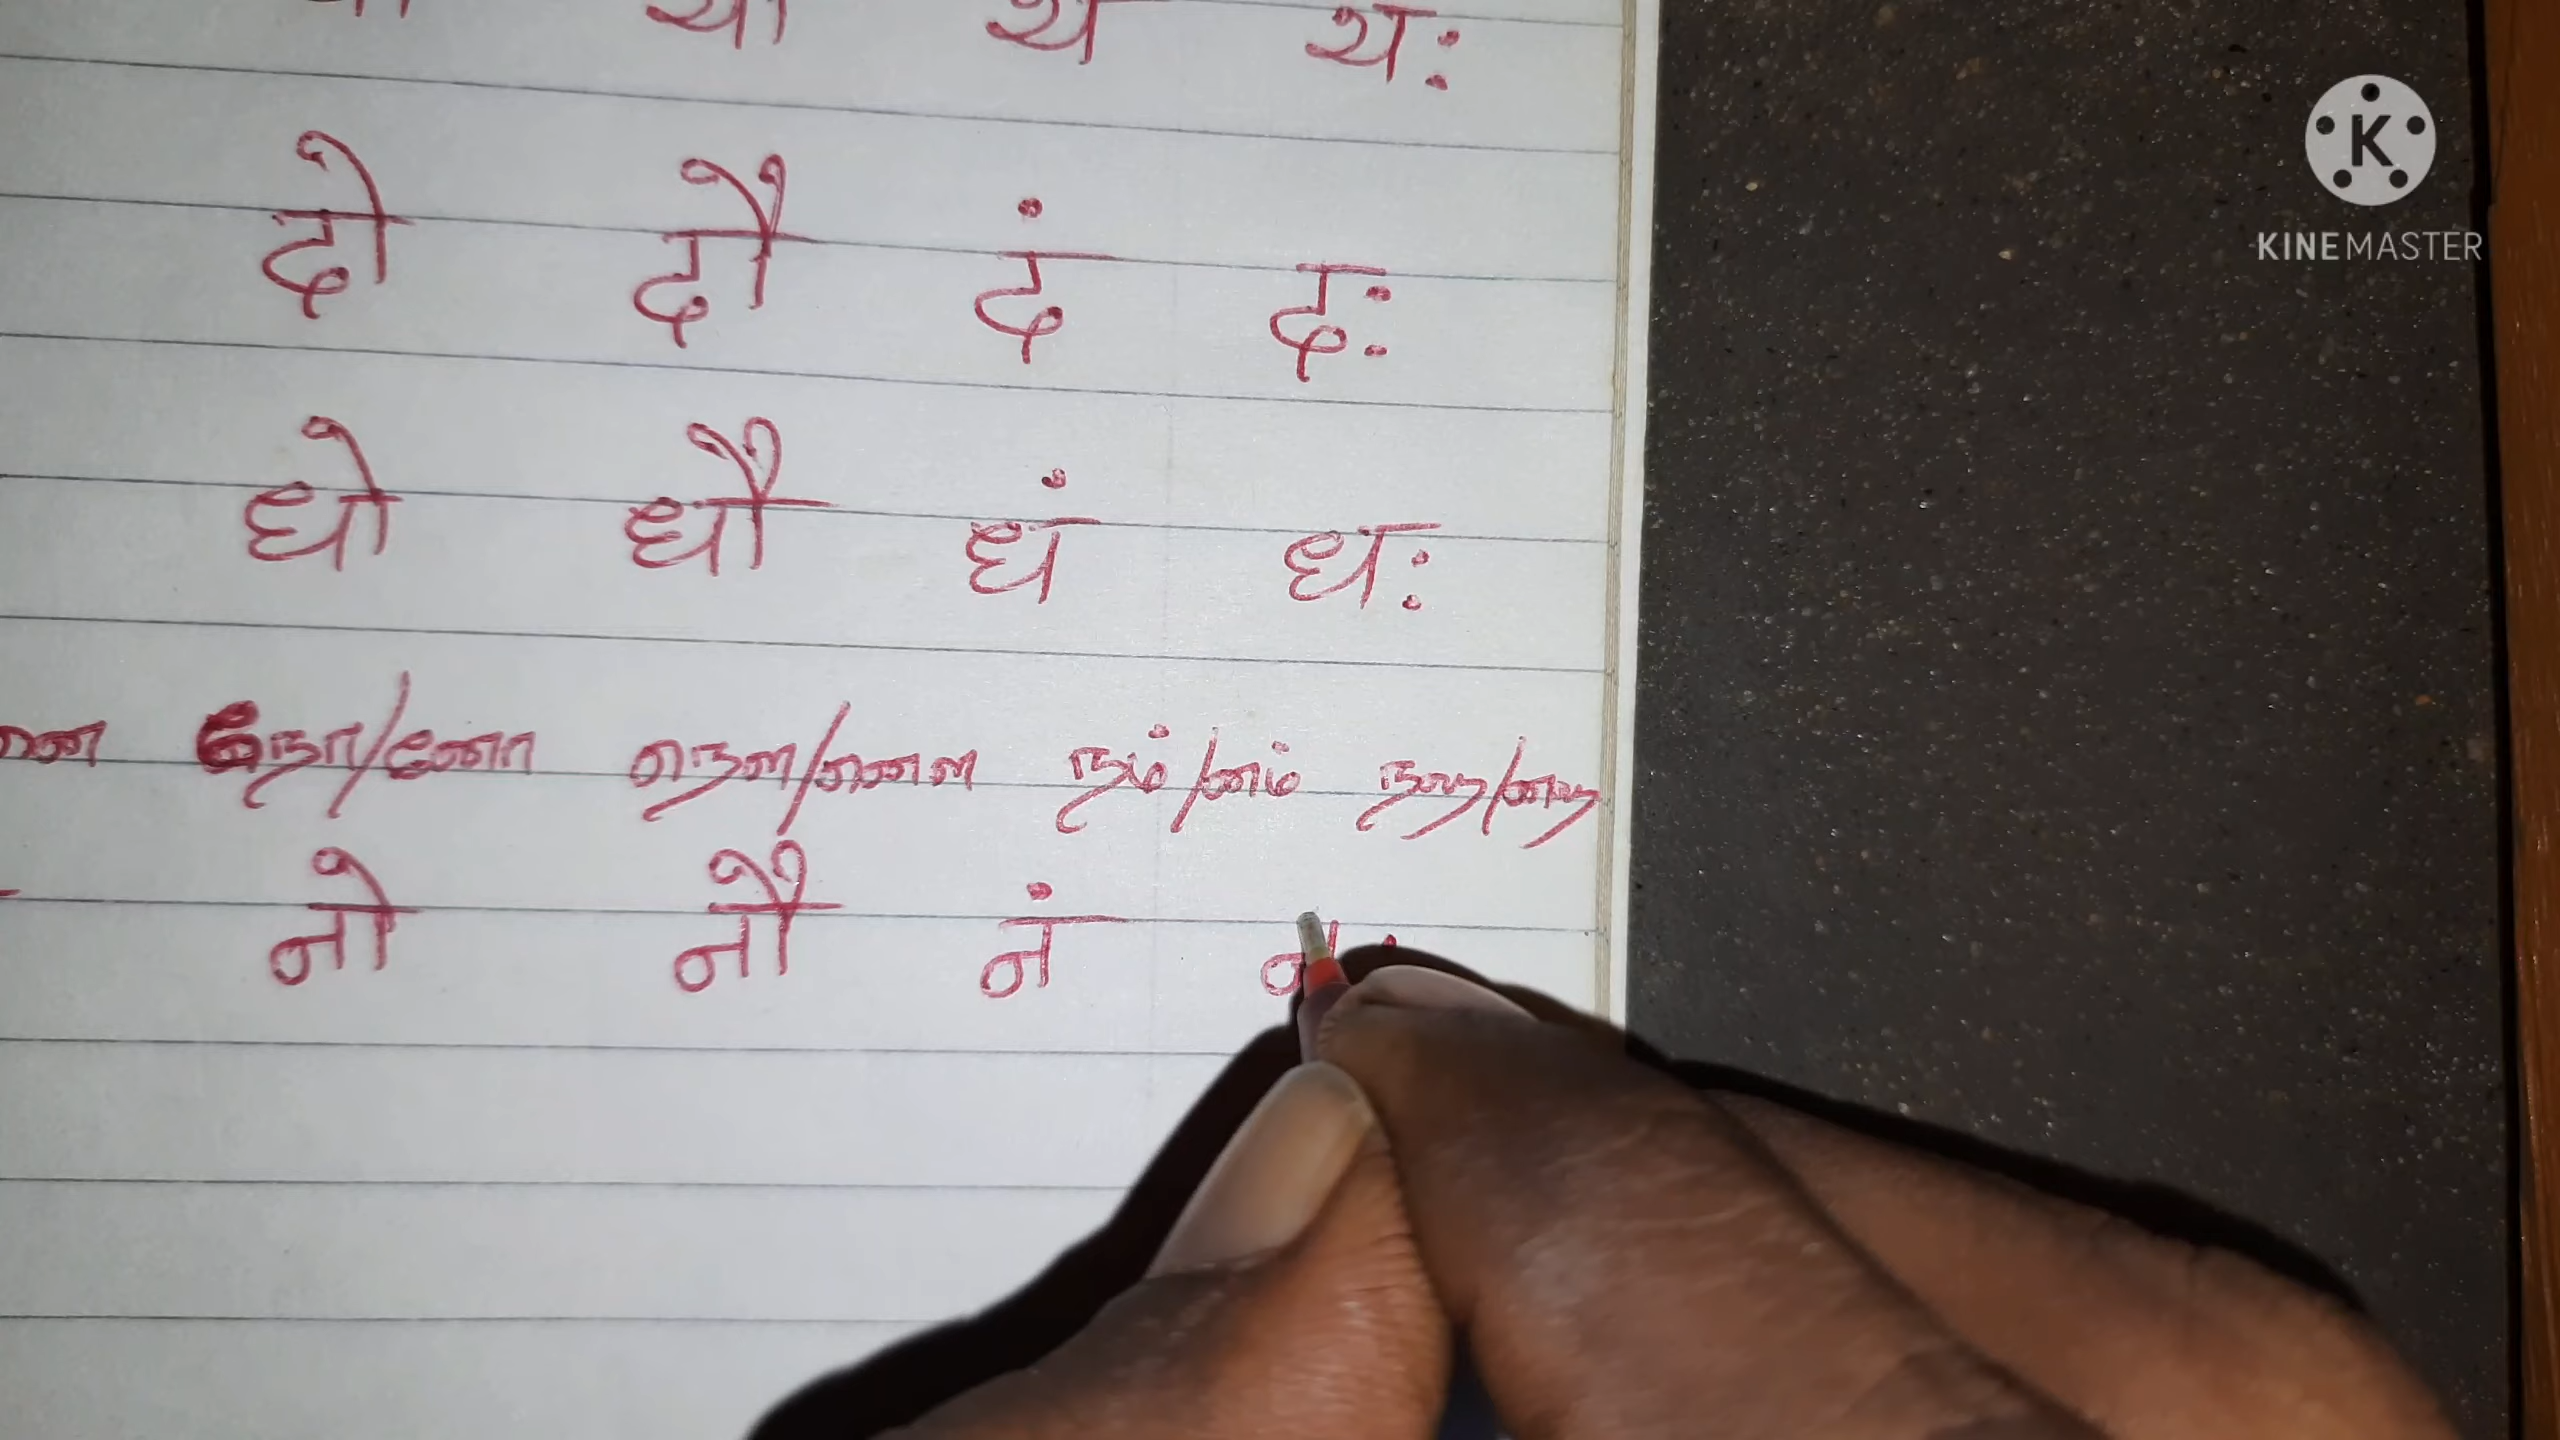 थः
दो दौ दं दः
धो धौ धं धः
நோ/னோ நௌ/னௌ நம்/னம் நஹ/னஹ
नो नौ नं
KINEMASTER